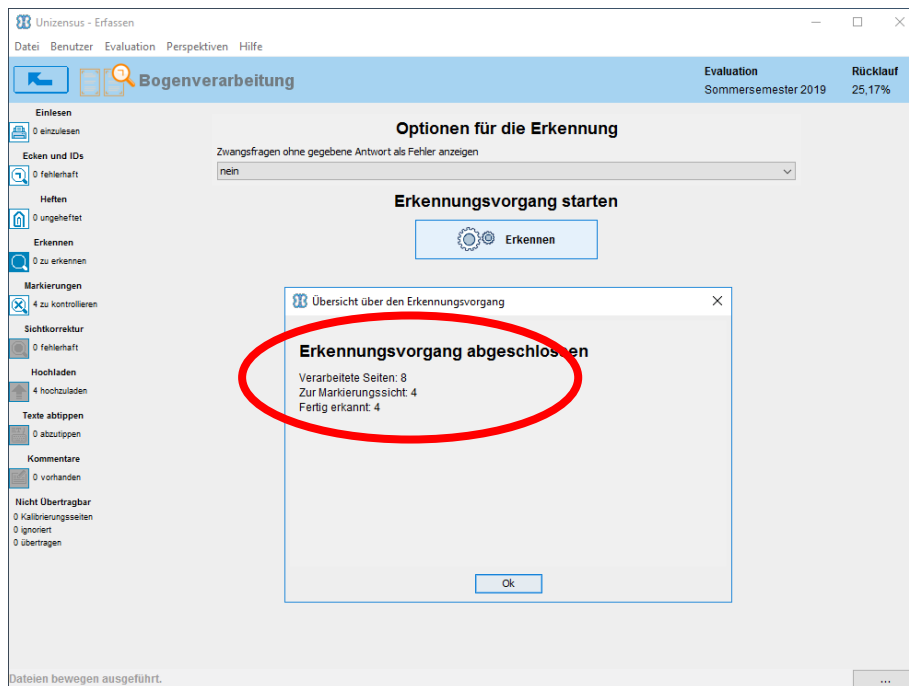 Unizensus - Erfassen
Datei Benutzer Evaluation Perspektiven Hilfe
Bogenverarbeitung
Evaluation
Sommersemester 2019
Rücklauf
25,17%
Einlesen
0 einzulesen
Ecken und IDs
0 fehlerhaft
Heften
0 ungeheftet
Erkennen
0 zu erkennen
Markierungen
4 zu kontrollieren
Sichtkorrektur
0 fehlerhaft
Hochladen
4 hochzuladen
Texte abtippen
0 abzutippen
Kommentare
0 vorhanden
Nicht Übertragbar
0 Kalibrierungsseiten
0 ignoriert
0 übertragen
Optionen für die Erkennung
Zwangsfragen ohne gegebene Antwort als Fehler anzeigen
nein
Erkennungsvorgang starten
Erkennen
Übersicht über den Erkennungsvorgang
Erkennungsvorgang abgeschlossen
Verarbeitete Seiten: 8
Zur Markierungssicht: 4
Fertig erkannt: 4
Ok
Dateien bewegen ausgeführt.
...